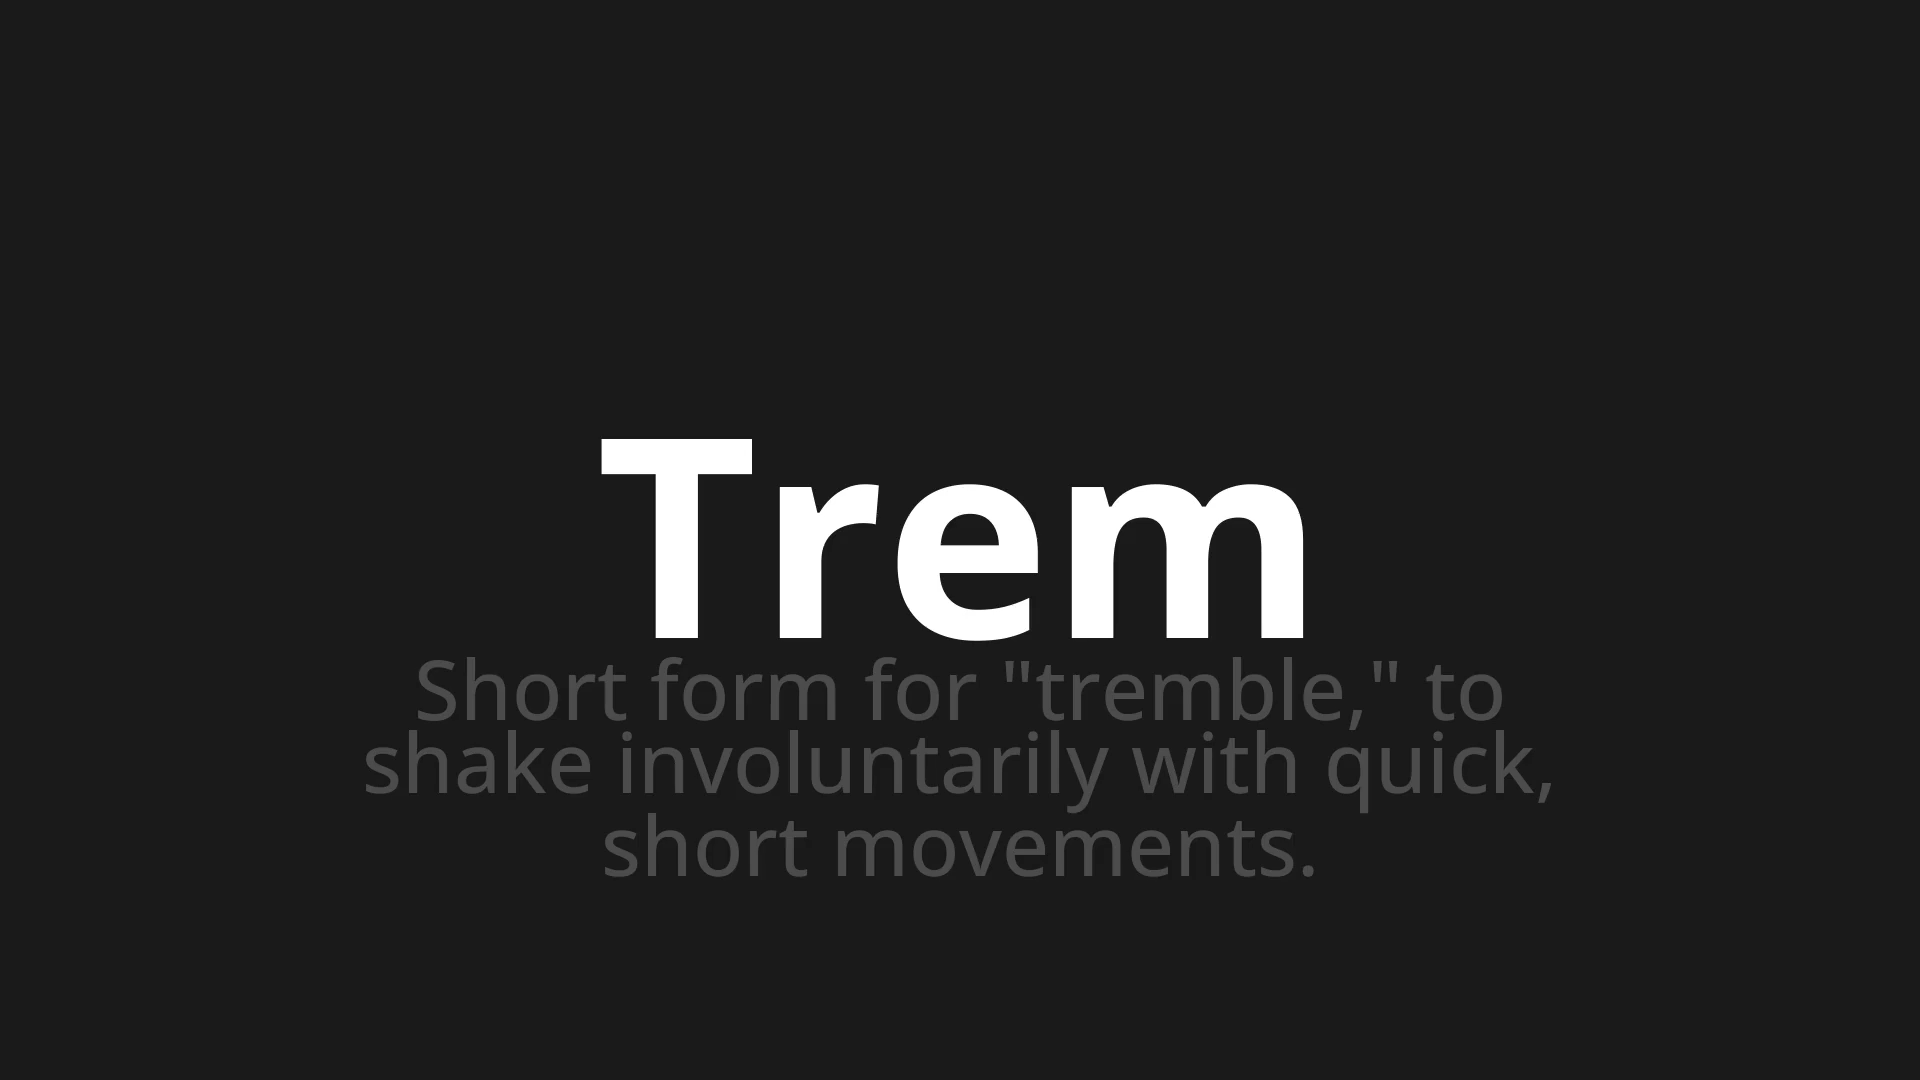 Trem
Short form for "tremble," to
shake involuntarily with quick,
short movements.